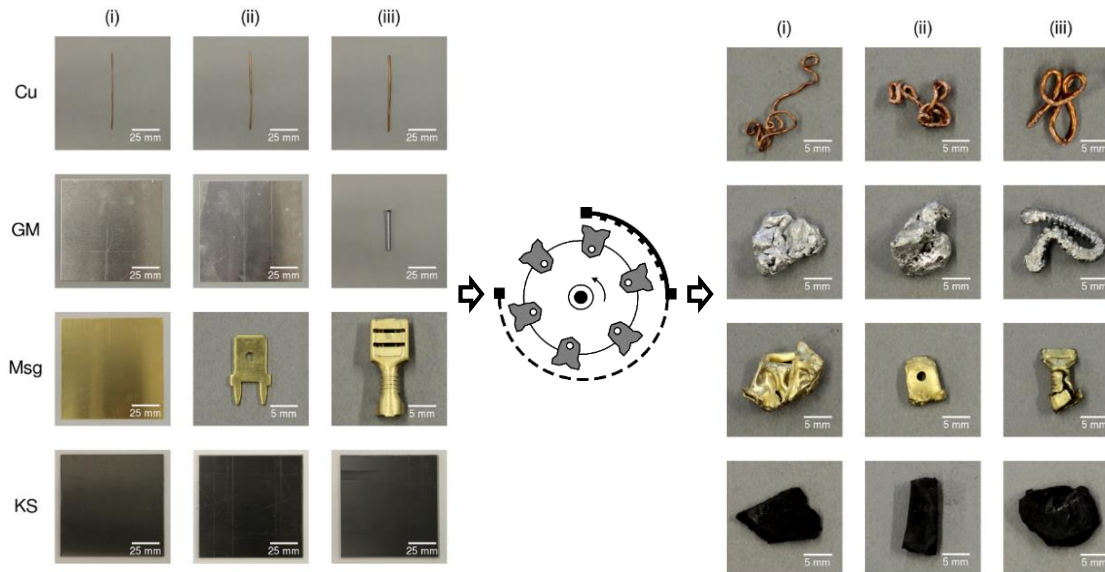 (i) (ii) (iii) (i) (ii) (iii)
Cu 25 mm 25 mm 25 mm 5 mm 5 mm 5 mm
GM 25 mm 25 mm 25 mm 5 mm 5 mm 5 mm
Msg 25 mm 5 mm 5 mm 5 mm 5 mm 5 mm
KS 25 mm 25 mm 25 mm 5 mm 5 mm 5 mm